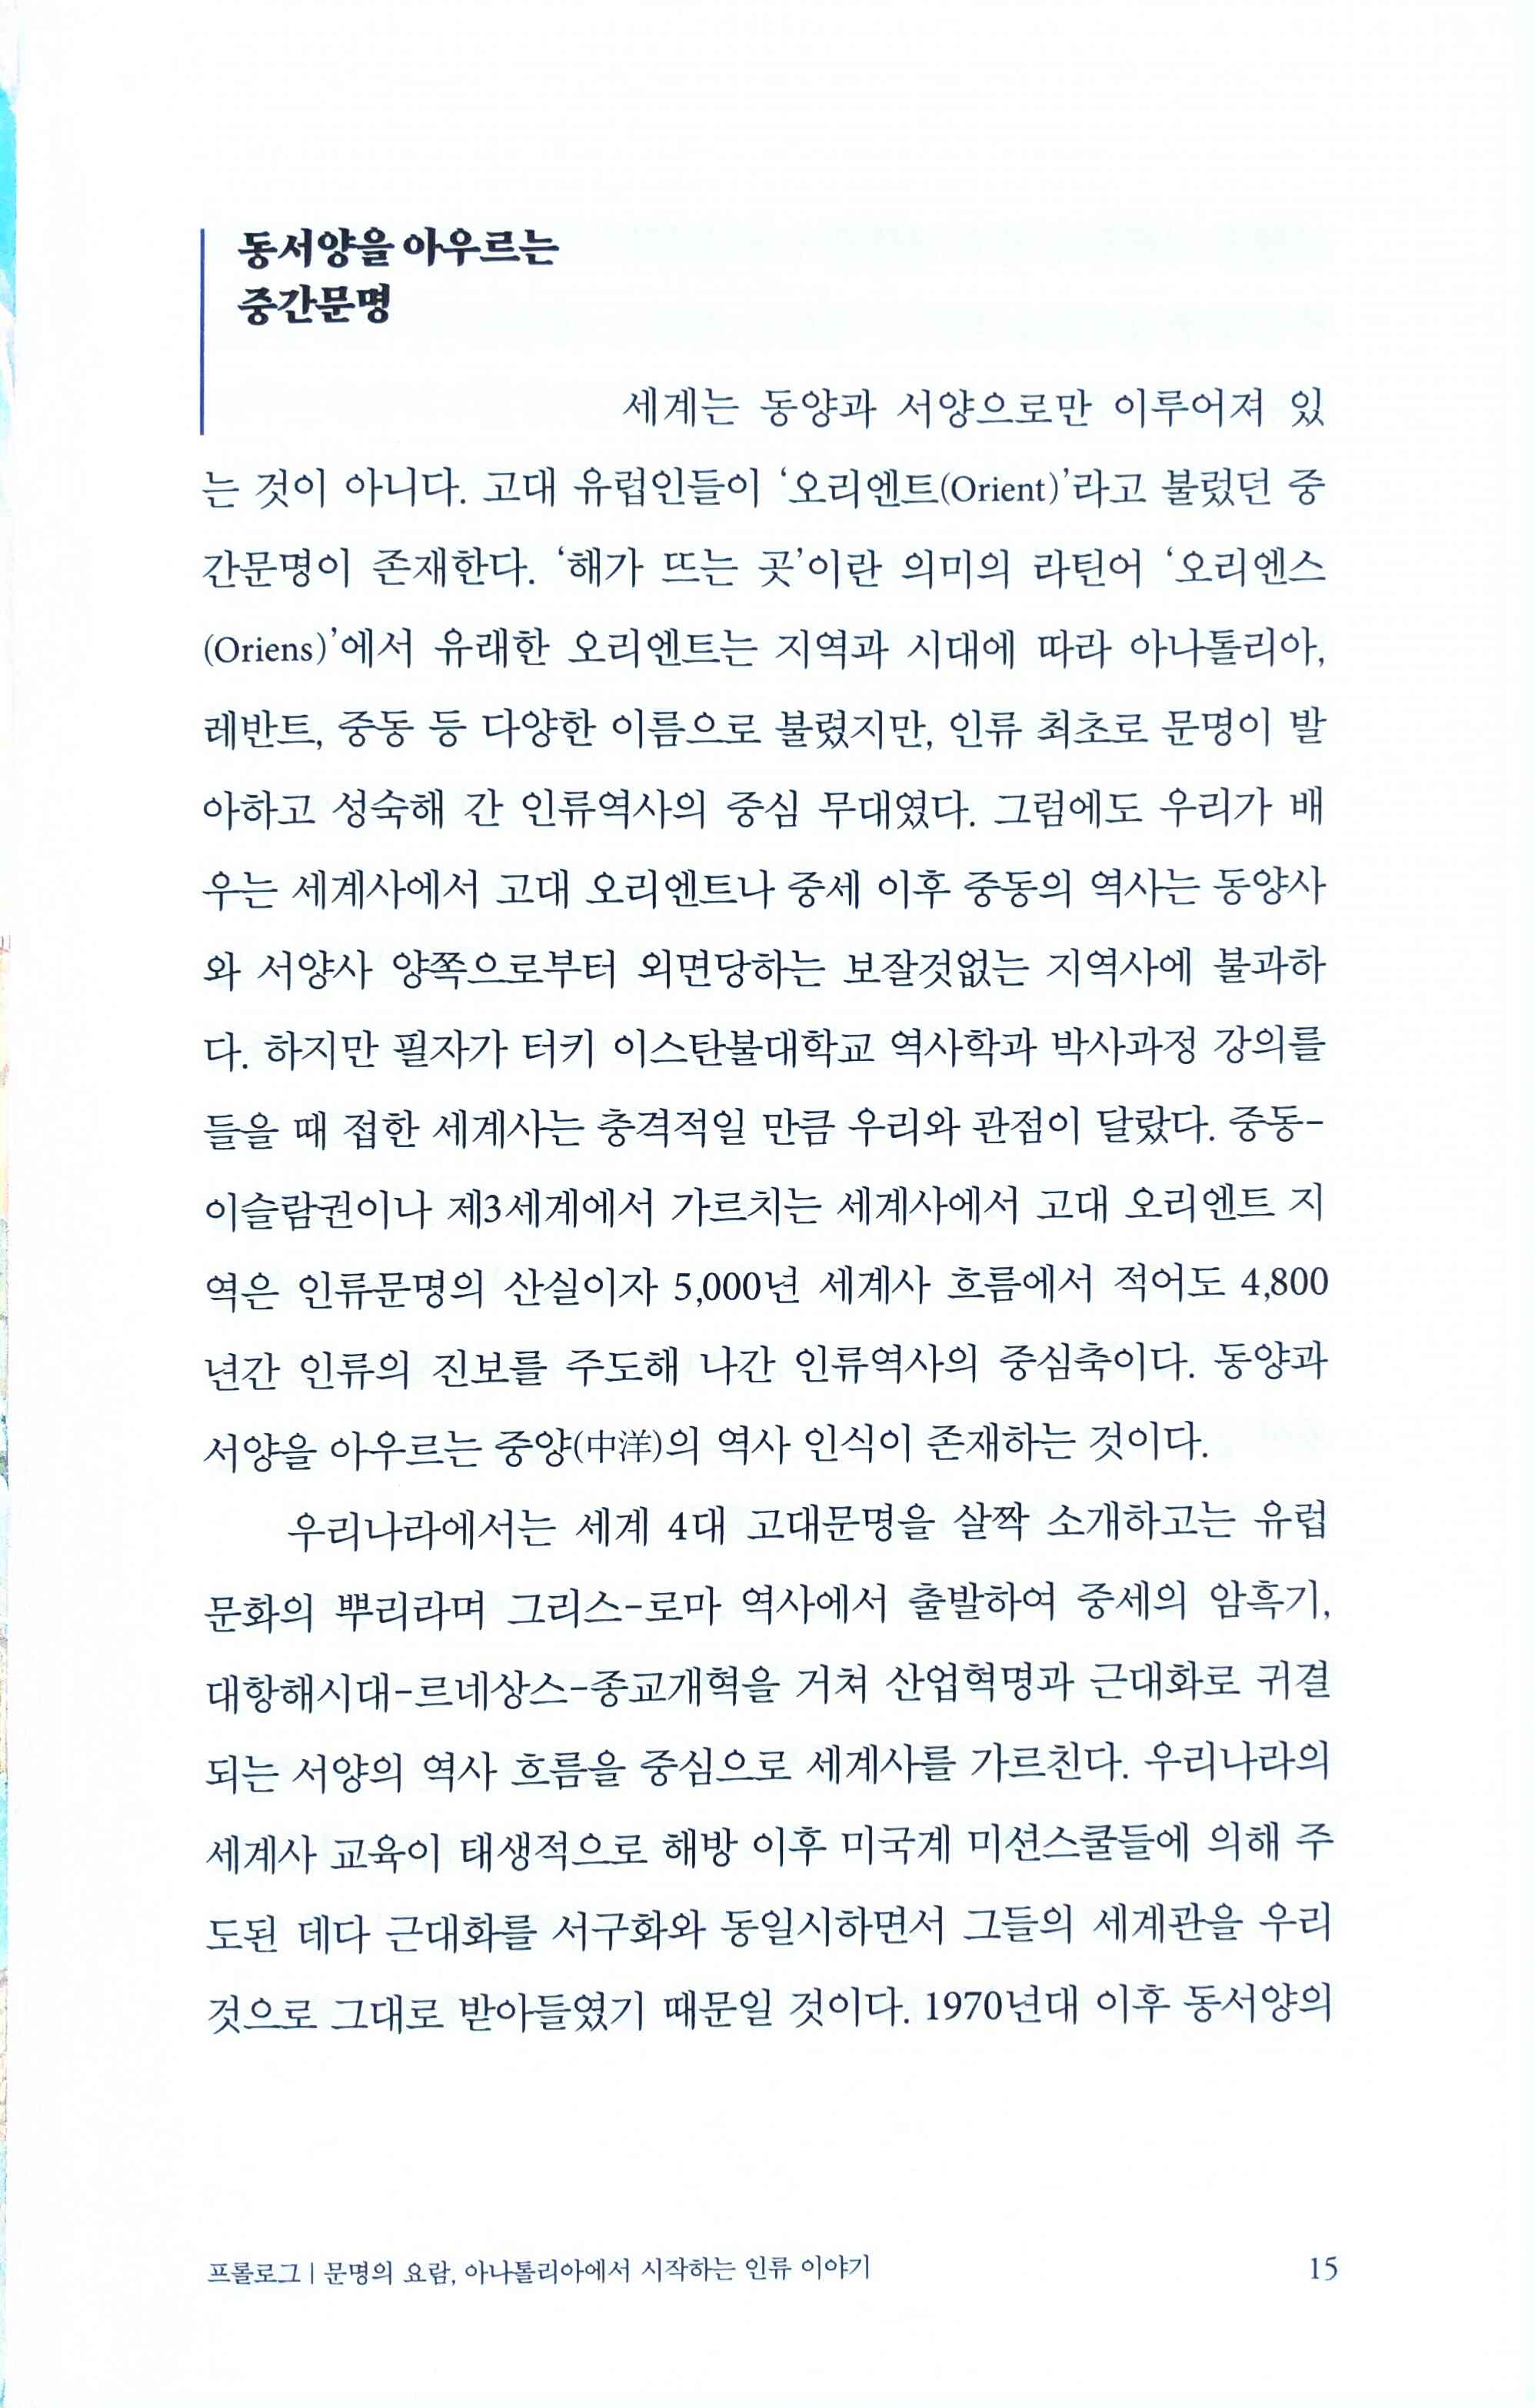 동서양을 아우르는
중간문명
세계는 동양과 서양으로만 이루어져 있
는 것이 아니다. 고대 유럽인들이 ‘오리엔트(Orient)’라고 불렀던 중
간문명이 존재한다. ‘해가 뜨는 곳’이란 의미의 라틴어 ‘오리엔스
(Oriens)’에서 유래한 오리엔트는 지역과 시대에 따라 아나톨리아,
레반트, 중동 등 다양한 이름으로 불렸지만, 인류 최초로 문명이 발
아하고 성숙해 간 인류역사의 중심 무대였다. 그럼에도 우리가 배
우는 세계사에서 고대 오리엔트나 중세 이후 중동의 역사는 동양사
와 서양사 양쪽으로부터 외면당하는 보잘것없는 지역사에 불과하
다. 하지만 필자가 터키 이스탄불대학교 역사학과 박사과정 강의를
들을 때 접한 세계사는 충격적일 만큼 우리와 관점이 달랐다. 중동-
이슬람권이나 제3세계에서 가르치는 세계사에서 고대 오리엔트 지
역은 인류문명의 산실이자 5,000년 세계사 흐름에서 적어도 4,800
년간 인류의 진보를 주도해 나간 인류역사의 중심축이다. 동양과
서양을 아우르는 중양(中洋)의 역사 인식이 존재하는 것이다.
우리나라에서는 세계 4대 고대문명을 살짝 소개하고는 유럽
문화의 뿌리라며 그리스-로마 역사에서 출발하여 중세의 암흑기,
대항해시대-르네상스-종교개혁을 거쳐 산업혁명과 근대화로 귀결
되는 서양의 역사 흐름을 중심으로 세계사를 가르친다. 우리나라의
세계사 교육이 태생적으로 해방 이후 미국계 미션스쿨들에 의해 주
도된 데다 근대화를 서구화와 동일시하면서 그들의 세계관을 우리
것으로 그대로 받아들였기 때문일 것이다. 1970년대 이후 동서양의
프롤로그 | 문명의 요람, 아나톨리아에서 시작하는 인류 이야기
15